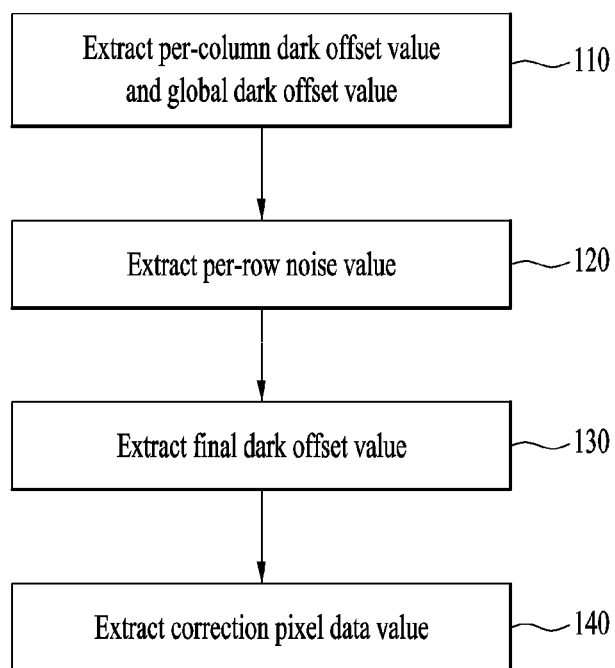 Extract per-column dark offset value
and global dark offset value
110
Extract per-row noise value
120
Extract final dark offset value
130
Extract correction pixel data value
140